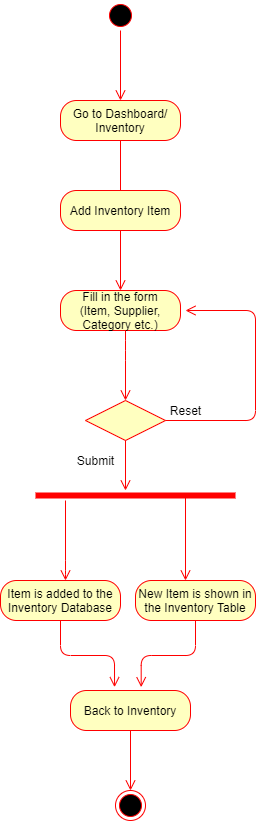 Go to Dashboard/
Inventory
Add Inventory Item
Fill in the form
(Item, Supplier,
Category etc.)
Reset
Submit
Item is added to the
Inventory Database
New Item is shown in
the Inventory Table
Back to Inventory